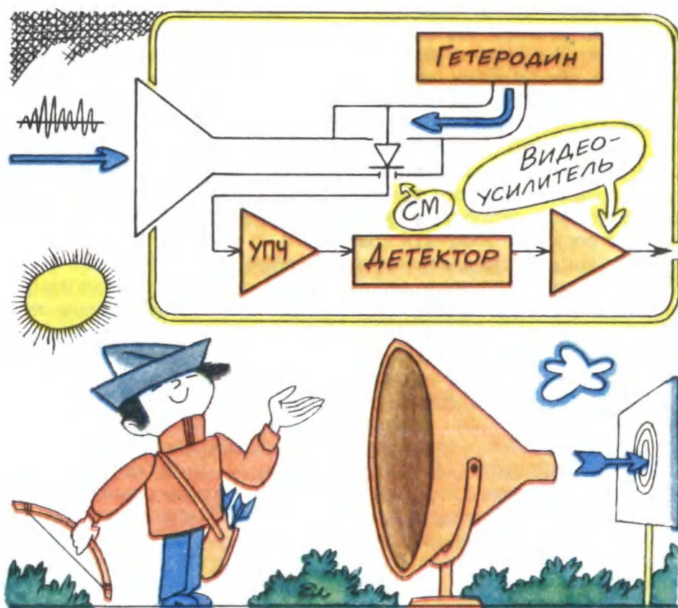 ГЕТЕРОДИН
ВИДЕО-
УСИЛИТЕЛЬ
СМ
УПЧ
ДЕТЕКТОР